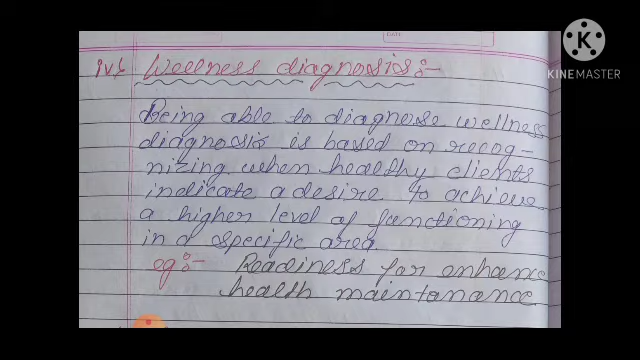 iv) Wellness diagnosis:-
Being able to diagnose wellness
diagnosis is based on recog-
nizing when healthy clients
indicate a desire to achieve
a higher level of functioning
in a specific area.
eg:- Readiness for enhance
health maintanance
KINEMASTER